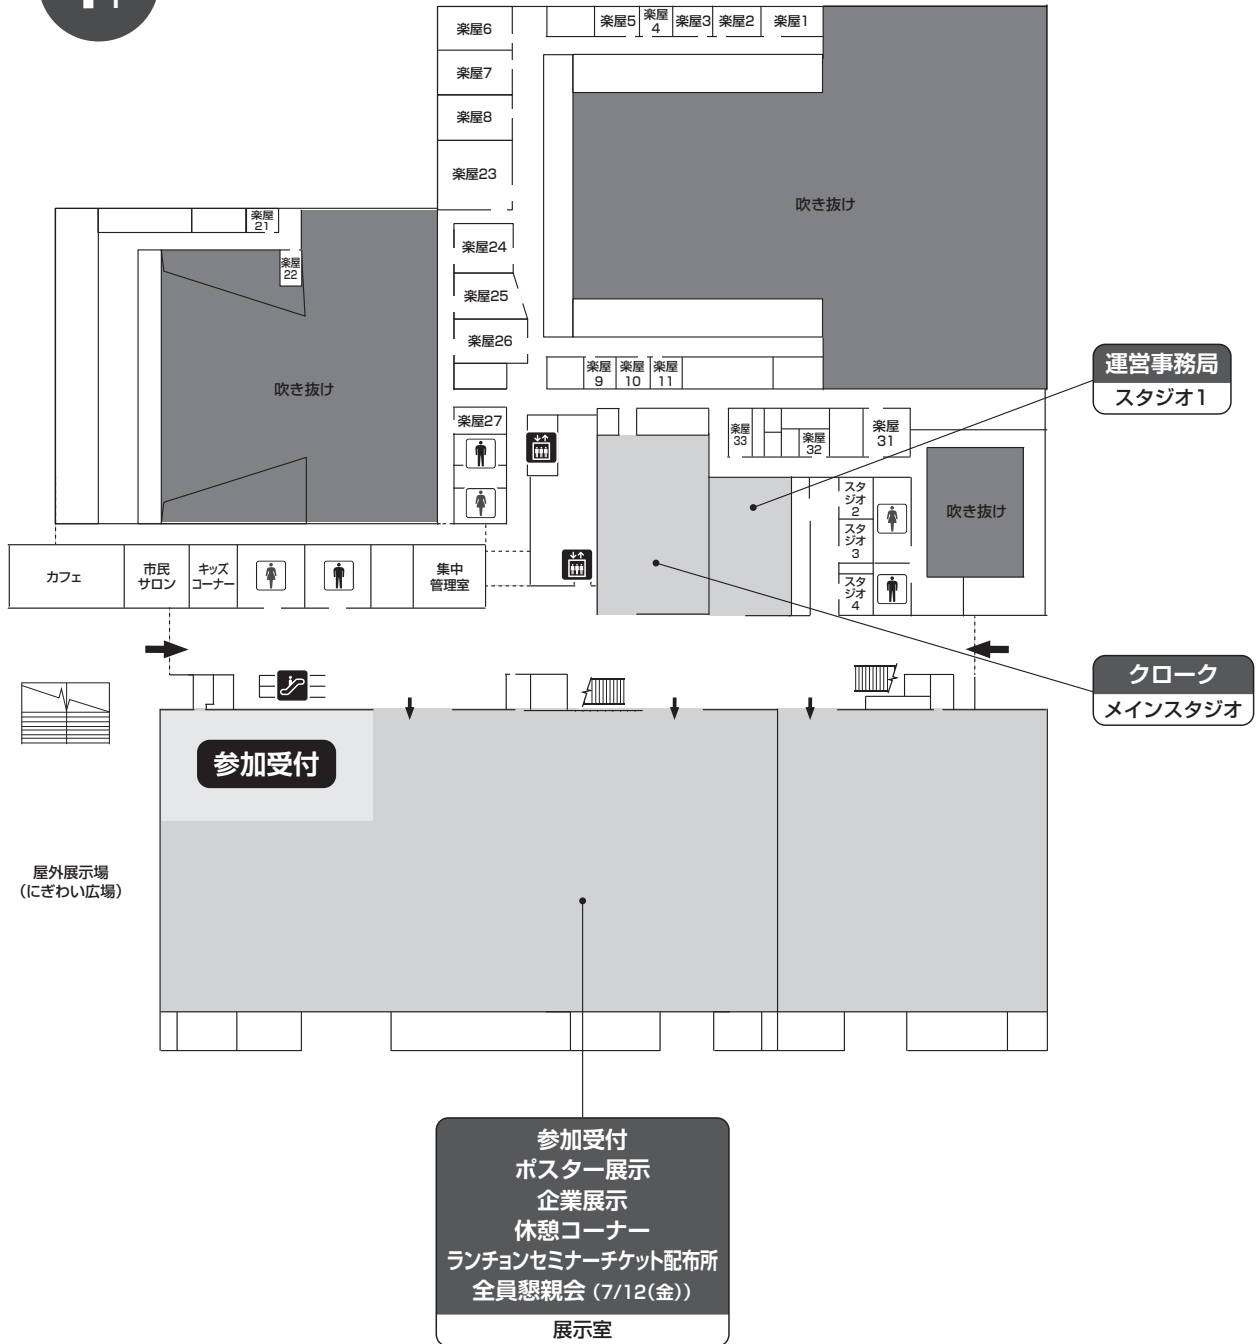 楽屋6
楽屋5
楽屋
4
楽屋3
楽屋2
楽屋1
楽屋7
楽屋8
楽屋23
吹き抜け
楽屋
21
楽屋24
楽屋
22
楽屋25
楽屋26
運営事務局
スタジオ1
楽屋
9
楽屋
10
楽屋
11
吹き抜け
楽屋27
楽屋
33
楽屋
32
楽屋
31
スタ
ジオ
2
吹き抜け
スタ
ジオ
3
カフェ
市民
サロン
キッズ
コーナー
集中
管理室
スタ
ジオ
4
クローク
メインスタジオ
参加受付
屋外展示場
(にぎわい広場)
参加受付
ポスター展示
企業展示
休憩コーナー
ランチョンセミナーチケット配布所
全員懇親会 (7/12(金))
展示室